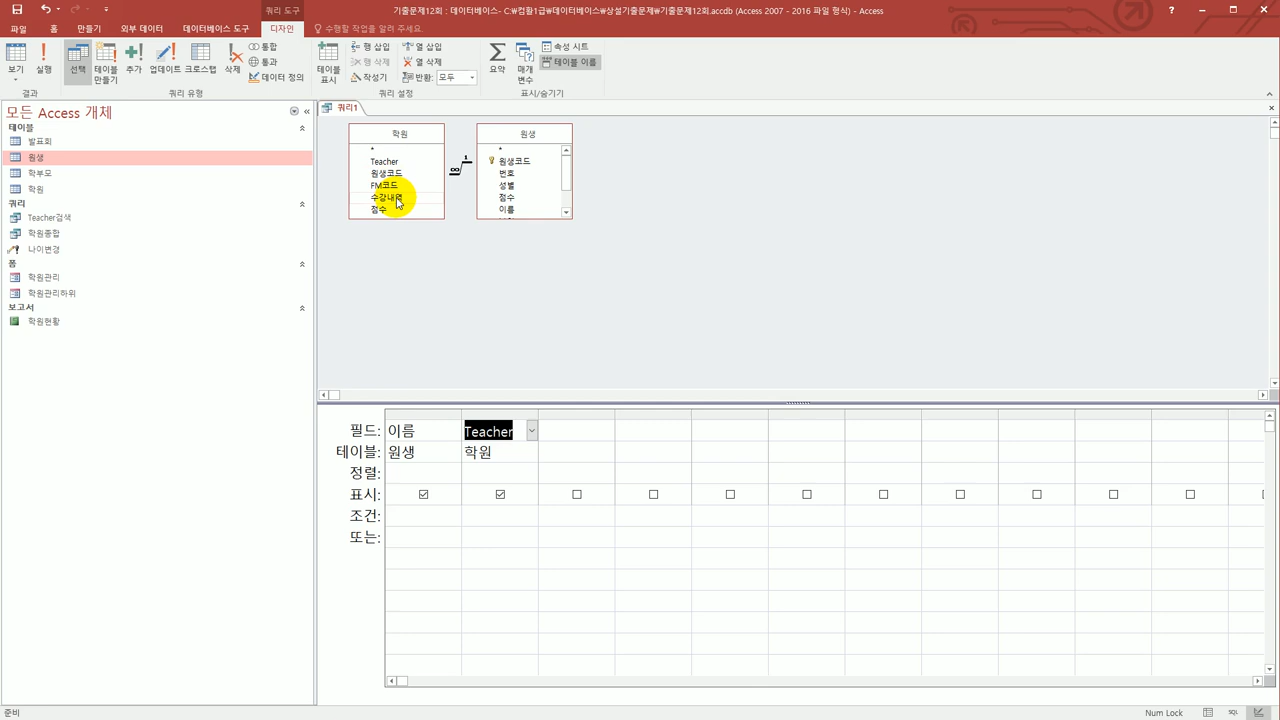 쿼리 도구
기출문제12회 : 데이터베이스- C:₩컴활1급₩데이터베이스₩상설기출문제₩기출문제12회.accdb (Access 2007 - 2016 파일 형식) - Access
파일 홈 만들기 외부 데이터 데이터베이스 도구 디자인 수행할 작업을 알려 주세요.
보기 실행 선택 테이블 만들기 추가 업데이트 크로스탭 삭제 통합 통과 데이터 정의 테이블 표시 행 삽입 행 삭제 작성기 열 삽입 열 삭제 반환: 모두 요약 매개 변수 속성 시트 테이블 이름
결과 쿼리 유형 쿼리 설정 표시/숨기기
모든 Access 개체
테이블
발표회
원생
학부모
학원
쿼리
Teacher검색
학원종합
나이변경
폼
학원관리
학원관리하위
보고서
학원현황
쿼리1
학원
*
Teacher
원생코드
FM코드
수강내역
점수
1
∞
원생
*
원생코드
번호
성별
점수
이름
필드: 이름 Teacher
테이블: 원생 학원
정렬:
표시:
조건:
또는:
준비
Num Lock
SQL